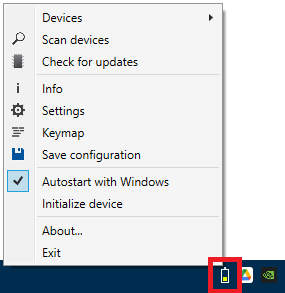 Devices
Scan devices
Check for updates
Info
Settings
Keymap
Save configuration
Autostart with Windows
Initialize device
About...
Exit